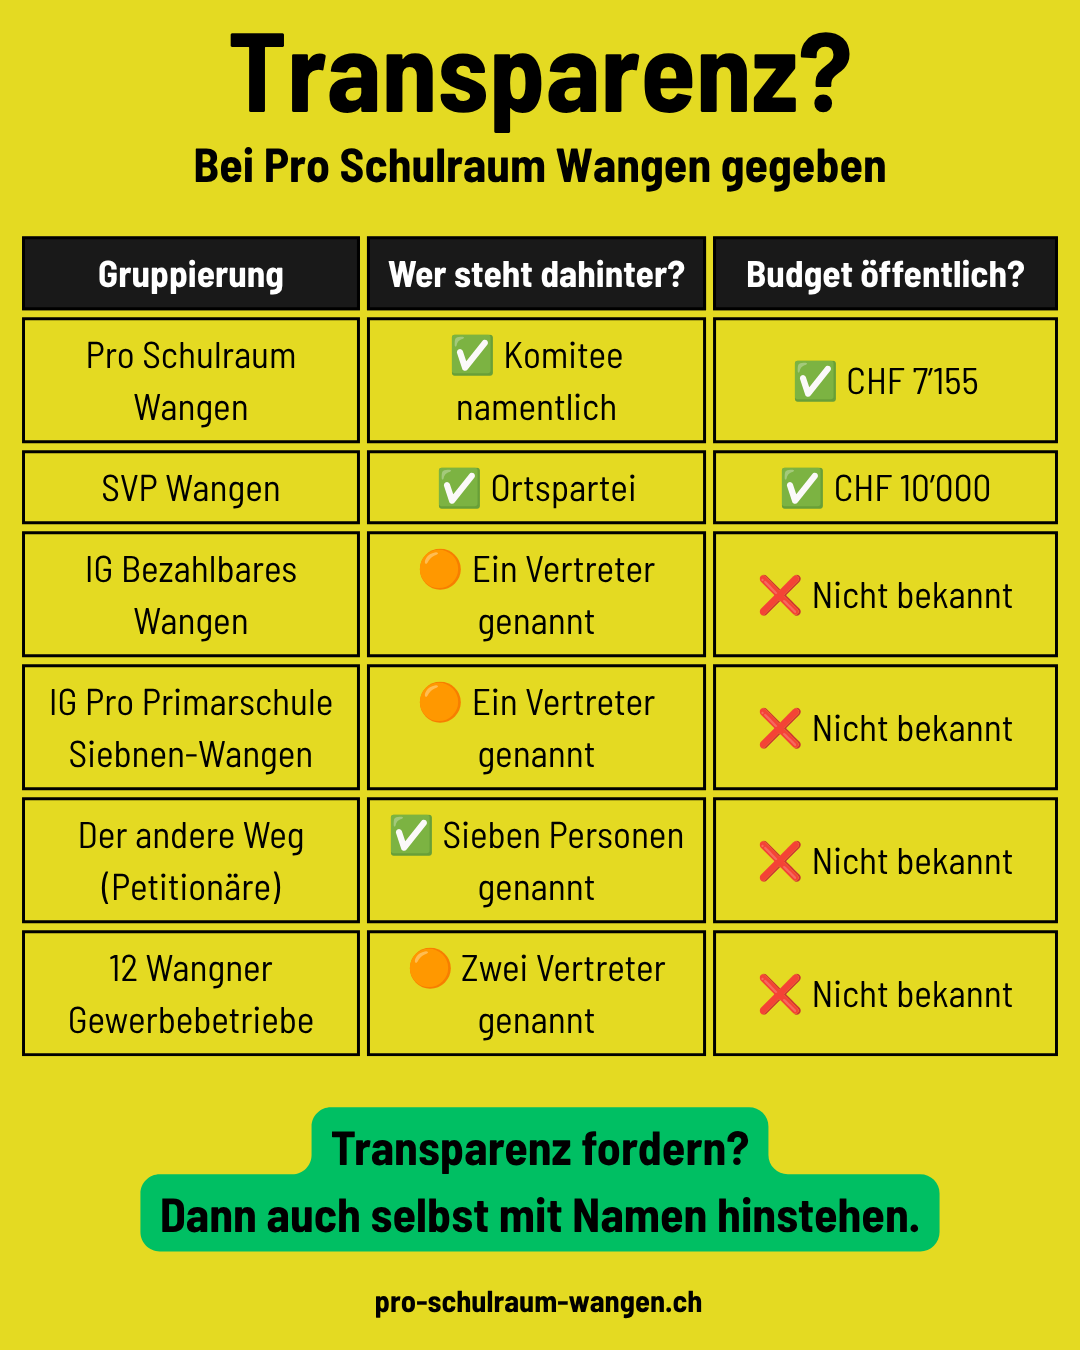 Transparenz?
Bei Pro Schulraum Wangen gegeben
Gruppierung
Wer steht dahinter?
Budget öffentlich?
Pro Schulraum
Wangen
✅ Komitee
namentlich
✅ CHF 7’155
SVP Wangen
✅ Ortspartei
✅ CHF 10’000
IG Bezahlbares
Wangen
🟠 Ein Vertreter
genannt
❌ Nicht bekannt
IG Pro Primarschule
Siebnen-Wangen
🟠 Ein Vertreter
genannt
❌ Nicht bekannt
Der andere Weg
(Petitionäre)
✅ Sieben Personen
genannt
❌ Nicht bekannt
12 Wangner
Gewerbebetriebe
🟠 Zwei Vertreter
genannt
❌ Nicht bekannt
Transparenz fordern?
Dann auch selbst mit Namen hinstehen.
pro-schulraum-wangen.ch